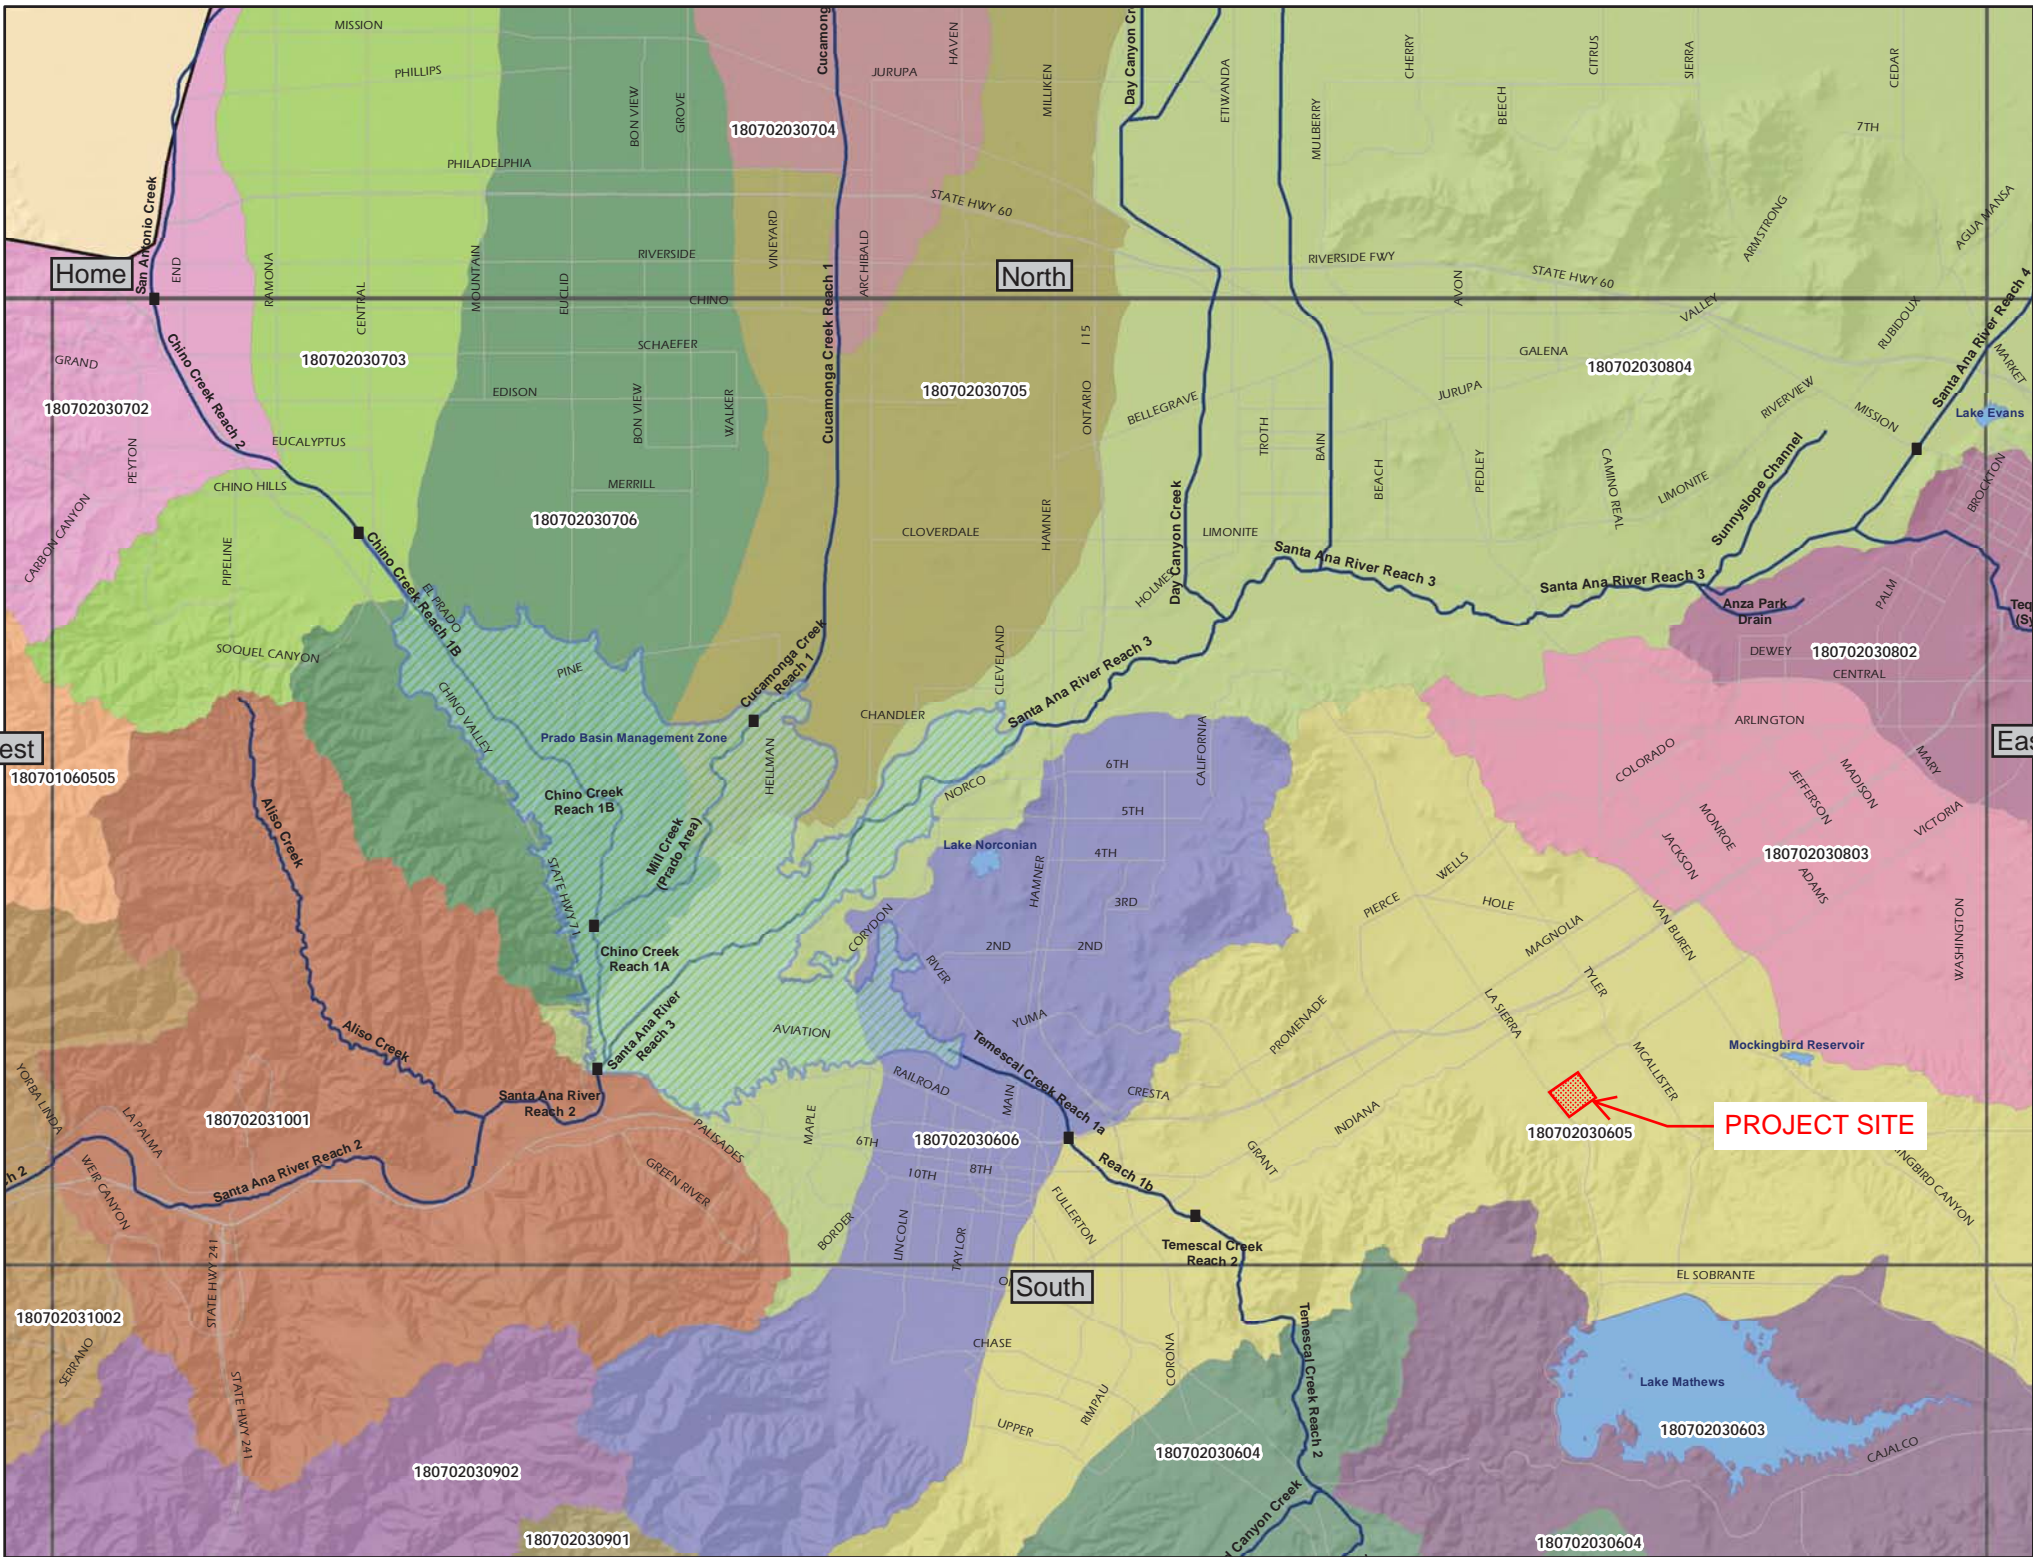 MISSION
PHILLIPS
BON VIEW
GROVE
Cucamong
HAVEN
JURUPA
MILLIKEN
Day Canyon Cr
ETIWANDA
MULBERRY
CHERRY
BEECH
CITRUS
SIERRA
CEDAR
7TH
180702030704
PHILADELPHIA
STATE HWY 60
San Antonio Creek
Home
END
RAMONA
CENTRAL
MOUNTAIN
EUCLID
RIVERSIDE
CHINO
VINEYARD
Cucamonga Creek Reach 1
ARCHIBALD
North
I 15
RIVERSIDE FWY
AVON
STATE HWY 60
ARMSTRONG
AGUA MANSA
VALLEY
RUBIDOUX
Santa Ana River Reach 4
MARKET
GRAND
Chino Creek Reach 2
180702030703
SCHAEFER
EDISON
BON VIEW
WALKER
180702030705
ONTARIO
BELLEGRAVE
GALENA
180702030804
JURUPA
RIVERVIEW
MISSION
Lake Evans
180702030702
PEYTON
EUCALYPTUS
CHINO HILLS
MERRILL
180702030706
CARBON CANYON
PIPELINE
CLOVERDALE
HAMNER
Day Canyon Creek
TROTH
BAIN
BEACH
PEDLEY
CAMINO REAL
LIMONITE
Sunnyslope Channel
BROCKTON
LIMONITE
HOLMES
Santa Ana River Reach 3
Santa Ana River Reach 3
Anza Park
Drain
PALM
Teq
(Sy
Chino Creek Reach 1B
EL PRADO
SOQUEL CANYON
CHINO VALLEY
PINE
Cucamonga Creek
Reach 1
CLEVELAND
Santa Ana River Reach 3
CHANDLER
DEWEY
180702030802
CENTRAL
ARLINGTON
est
180701060505
Prado Basin Management Zone
HELLMAN
NORCO
6TH
CALIFORNIA
5TH
COLORADO
JEFFERSON
MADISON
MARY
Eas
Aliso Creek
Chino Creek
Reach 1B
Mill Creek
(Prado Area)
Lake Norconian
HAMNER
4TH
3RD
WELLS
PIERCE
HOLE
JACKSON
MONROE
180702030803
ADAMS
VICTORIA
STATE HWY 71
CORYDON
RIVER
2ND
2ND
MAGNOLIA
VAN BUREN
WASHINGTON
Chino Creek
Reach 1A
TYLER
LA SIERRA
Santa Ana River
Reach 3
AVIATION
YUMA
PROMENADE
MCALLISTER
Mockingbird Reservoir
Aliso Creek
YORBA LINDA
LA PALMA
180702031001
Santa Ana River
Reach 2
RAILROAD
MAIN
Temescal Creek Reach 1a
CRESTA
INDIANA
180702030605
PROJECT SITE
PALISADES
MAPLE
6TH
180702030606
8TH
10TH
Reach 1b
GRANT
INGBIRD CANYON
h 2
WEIR CANYON
Santa Ana River Reach 2
GREEN RIVER
BORDER
LINCOLN
TAYLOR
FULLERTON
Temescal Creek
Reach 2
STATE HWY 241
O
South
EL SOBRANTE
180702031002
SERRANO
CHASE
CORONA
Temescal Creek Reach 2
Lake Mathews
STATE HWY 241
180702030902
UPPER
RIMPAU
180702030604
180702030603
CAJALCO
180702030901
d Canyon Creek
180702030604